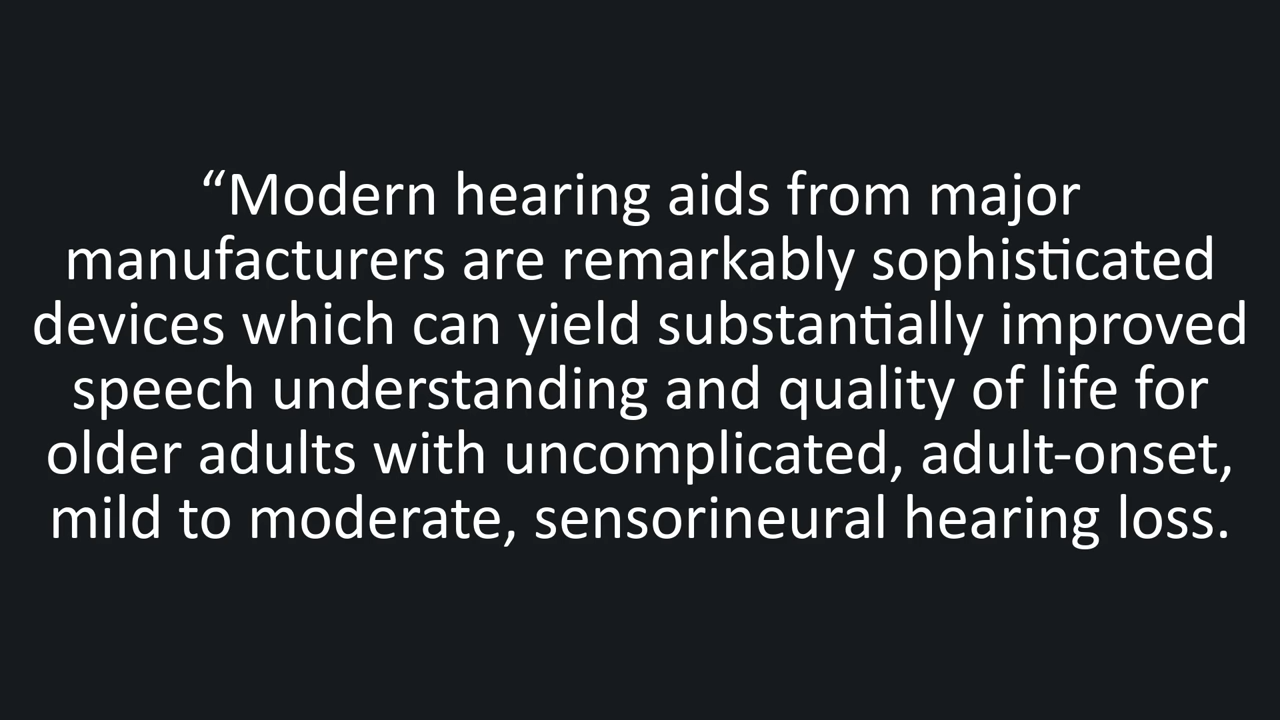 “Modern hearing aids from major
manufacturers are remarkably sophisticated
devices which can yield substantially improved
speech understanding and quality of life for
older adults with uncomplicated, adult-onset,
mild to moderate, sensorineural hearing loss.